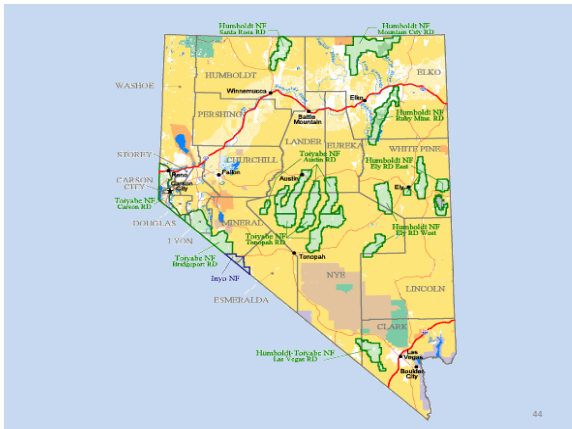 Humboldt NF
Santa Rosa RD
Humboldt NF
Mountain City RD
HUMBOLDT
ELKO
WASHOE
Winnemucca
Elko
PERSHING
Battle
Mountain
Humboldt NF
Ruby Mtns. RD
LANDER
EUREKA
WHITE PINE
STOREY
CHURCHILL
Toiyabe NF
Austin RD
Humboldt NF
Ely RD East
Reno
Fallon
CARSON
CITY
Carson
City
Austin
Ely
Toiyabe NF
Carson RD
DOUGLAS
MINERAL
Humboldt NF
Ely RD West
LYON
Toiyabe NF
Tonopah RD
Toiyabe NF
Bridgeport RD
Tonopah
Inyo NF
NYE
LINCOLN
ESMERALDA
CLARK
Humboldt-Toiyabe NF
Las Vegas RD
Las
Vegas
Boulder
City
44